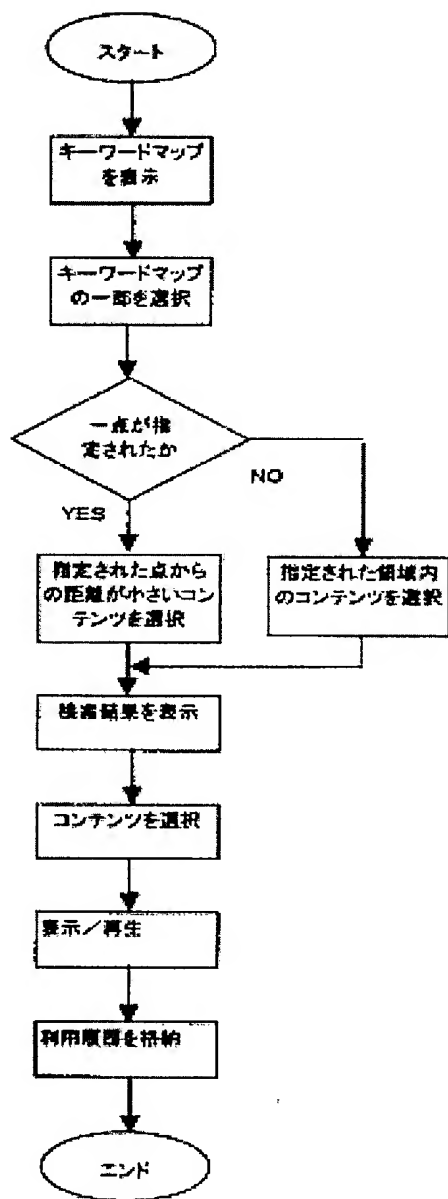 スタート
キーワードマップ
を表示
キーワードマップ
の一部を選択
一点が指
定されたか
NO
YES
指定された点から
の距離が小さいコン
テンツを選択
指定された領域内
のコンテンツを選択
検索結果を表示
コンテンツを選択
表示／再生
利用履歴を格納
エンド